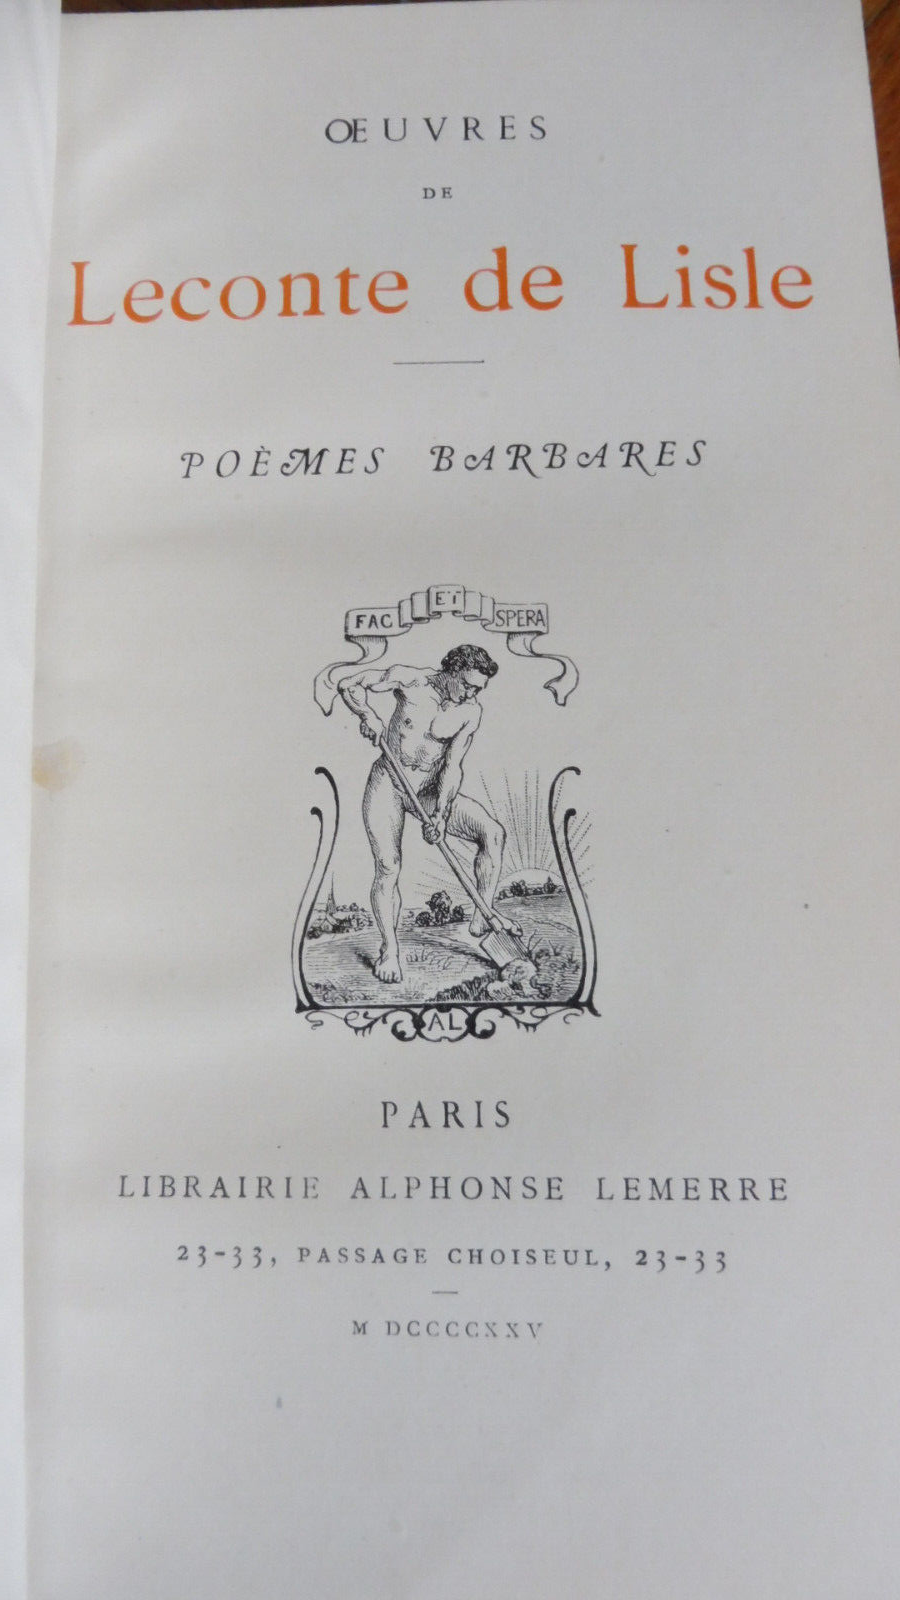 ŒUVRES
DE
Leconte de Lisle
POÈMES BARBARES
FAC ET SPERA
AL
PARIS
LIBRAIRIE ALPHONSE LEMERRE
23-33, PASSAGE CHOISEUL, 23-33
M DCCCCXXV